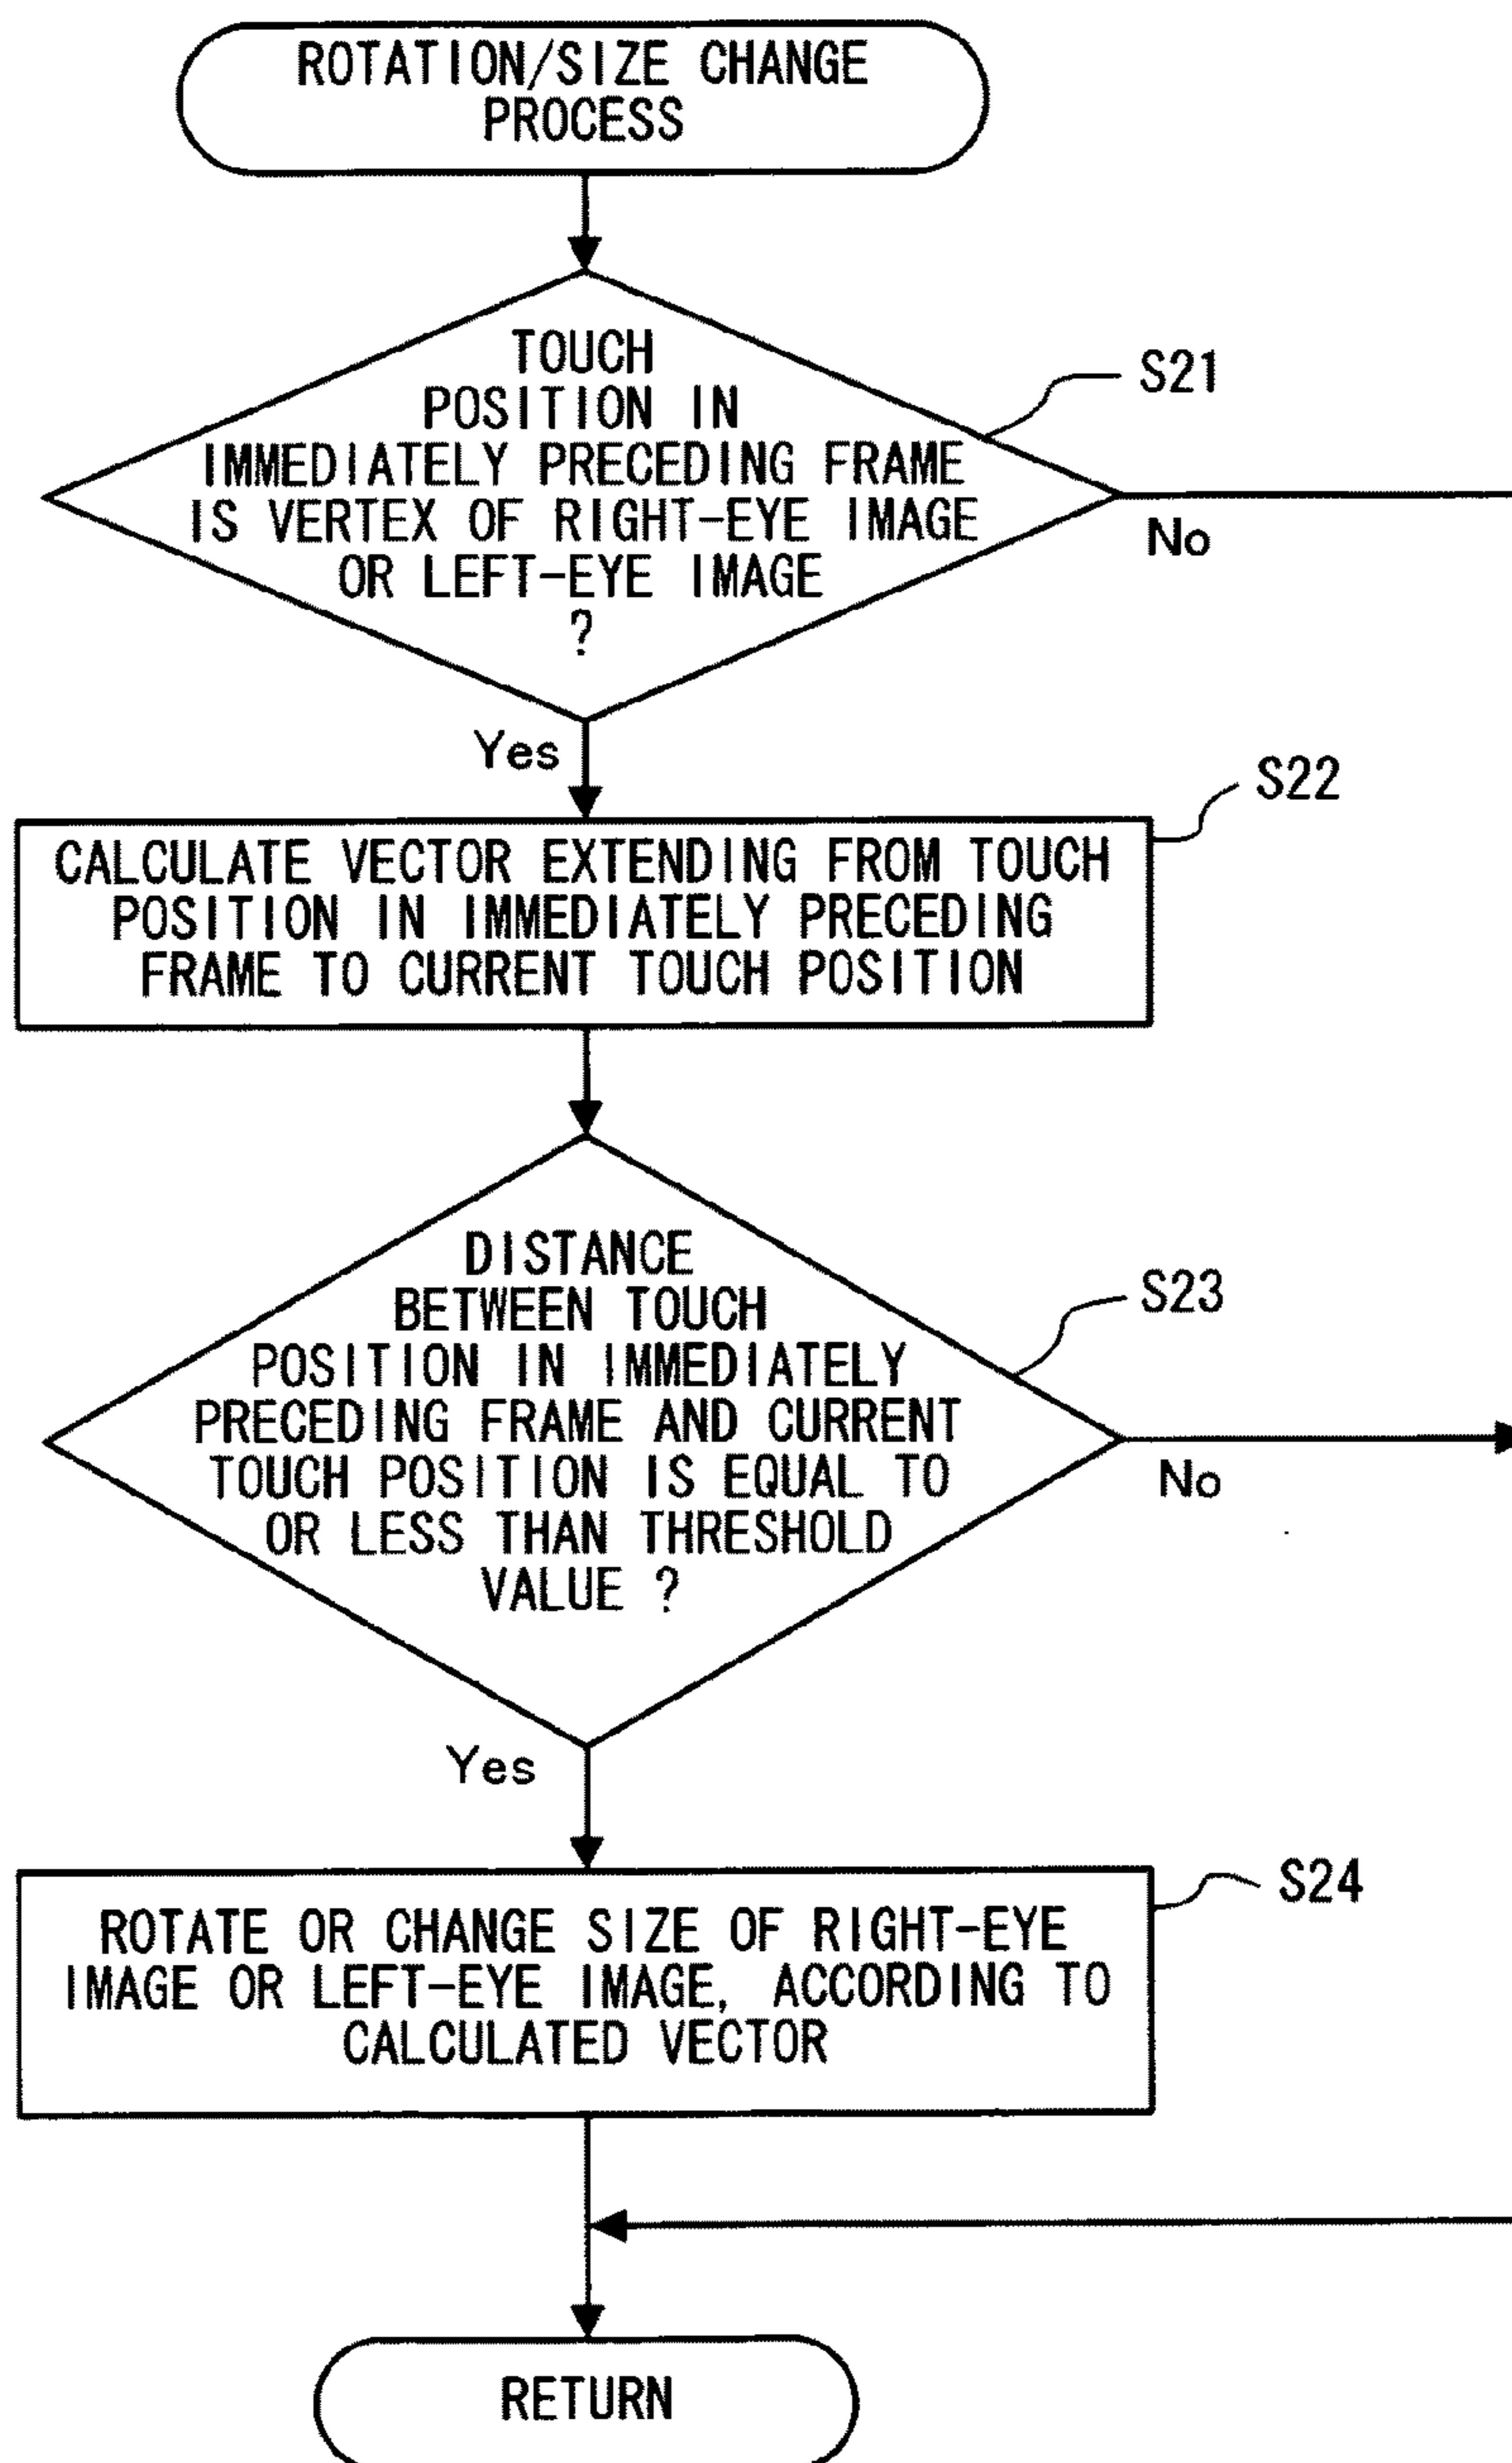 ROTATION/SIZE CHANGE
PROCESS
TOUCH
POSITION IN
IMMEDIATELY PRECEDING FRAME
IS VERTEX OF RIGHT-EYE IMAGE
OR LEFT-EYE IMAGE
?
S21
No
Yes
S22
CALCULATE VECTOR EXTENDING FROM TOUCH
POSITION IN IMMEDIATELY PRECEDING
FRAME TO CURRENT TOUCH POSITION
DISTANCE
BETWEEN TOUCH
POSITION IN IMMEDIATELY
PRECEDING FRAME AND CURRENT
TOUCH POSITION IS EQUAL TO
OR LESS THAN THRESHOLD
VALUE ?
S23
No
Yes
S24
ROTATE OR CHANGE SIZE OF RIGHT-EYE
IMAGE OR LEFT-EYE IMAGE, ACCORDING TO
CALCULATED VECTOR
RETURN